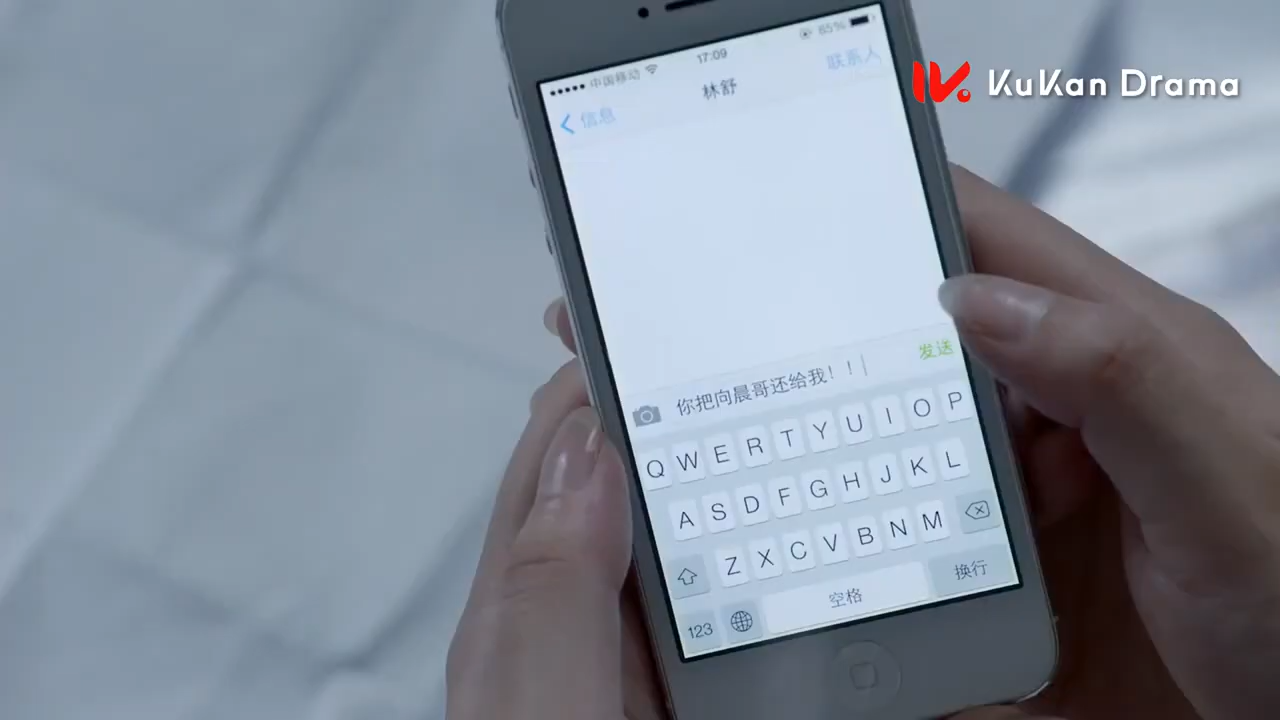 KuKan Drama
中国移动 17:09 65%
信息 林舒 联系人
你把向晨哥还给我！！ 发送
Q W E R T Y U I O P
A S D F G H J K L
Z X C V B N M
123 空格 换行